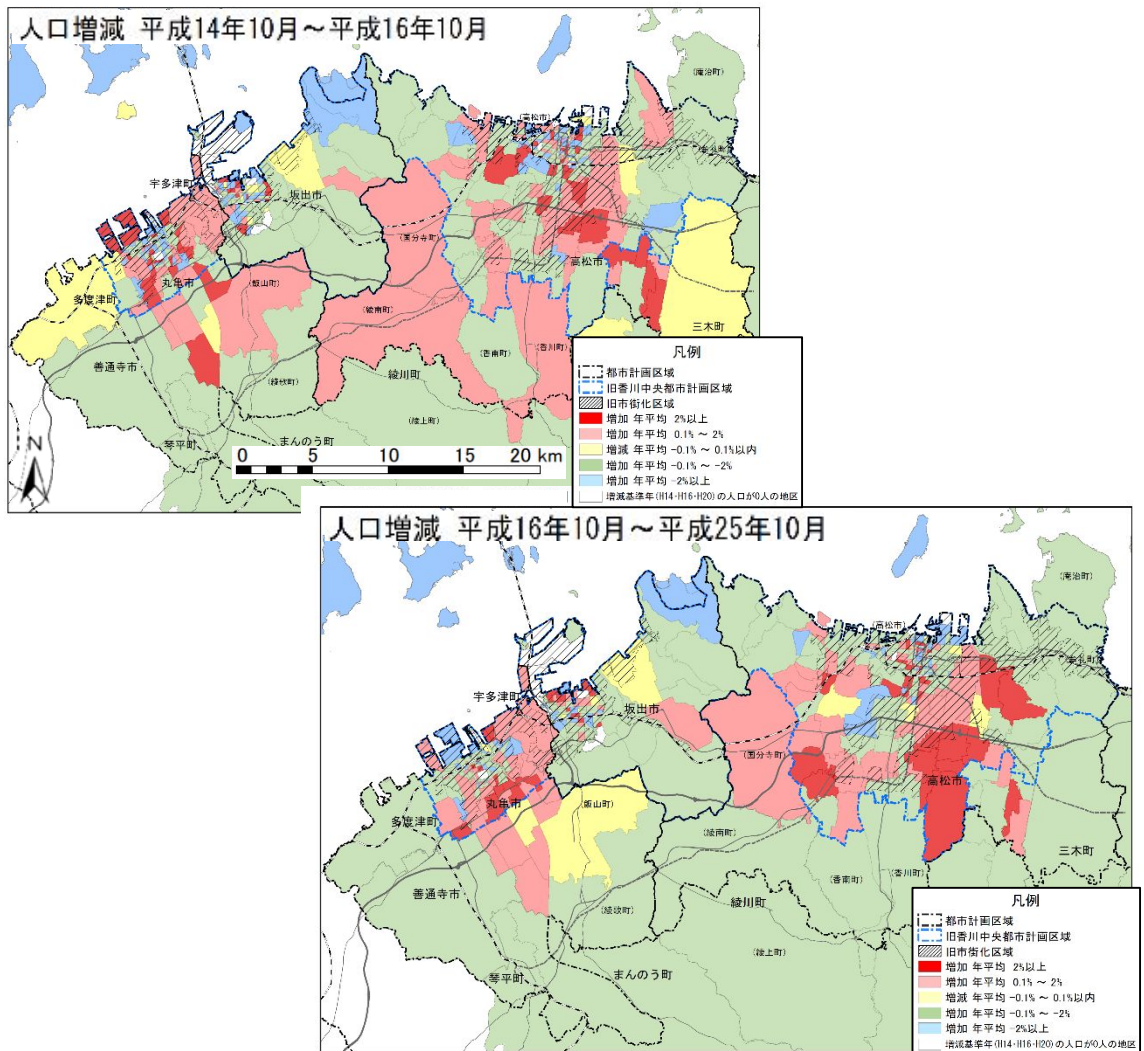 人口増減 平成14年10月～平成16年10月
(庵治町)
(高松市)
(牟礼町)
宇多津町
坂出市
(国分寺町)
高松市
丸亀市
(飯山町)
多度津町
(綾南町)
三木町
善通寺市
(香南町)
(香川町)
綾川町
(綾歌町)
(綾上町)
まんのう町
琴平町
N
0 5 10 15 20 km
凡例
都市計画区域
旧香川中央都市計画区域
旧市街化区域
増加 年平均 2%以上
増加 年平均 0.1% ～ 2%
増減 年平均 -0.1% ～ 0.1%以内
増加 年平均 -0.1% ～ -2%
増加 年平均 -2%以上
増減基準年(H14・H16・H20)の人口が0人の地区
人口増減 平成16年10月～平成25年10月
(庵治町)
(高松市)
(牟礼町)
宇多津町
坂出市
(国分寺町)
高松市
丸亀市
(飯山町)
多度津町
(綾南町)
三木町
善通寺市
(香南町)
(香川町)
綾川町
(綾歌町)
(綾上町)
まんのう町
琴平町
凡例
都市計画区域
旧香川中央都市計画区域
旧市街化区域
増加 年平均 2%以上
増加 年平均 0.1% ～ 2%
増減 年平均 -0.1% ～ 0.1%以内
増加 年平均 -0.1% ～ -2%
増加 年平均 -2%以上
増減基準年(H14・H16・H20)の人口が0人の地区